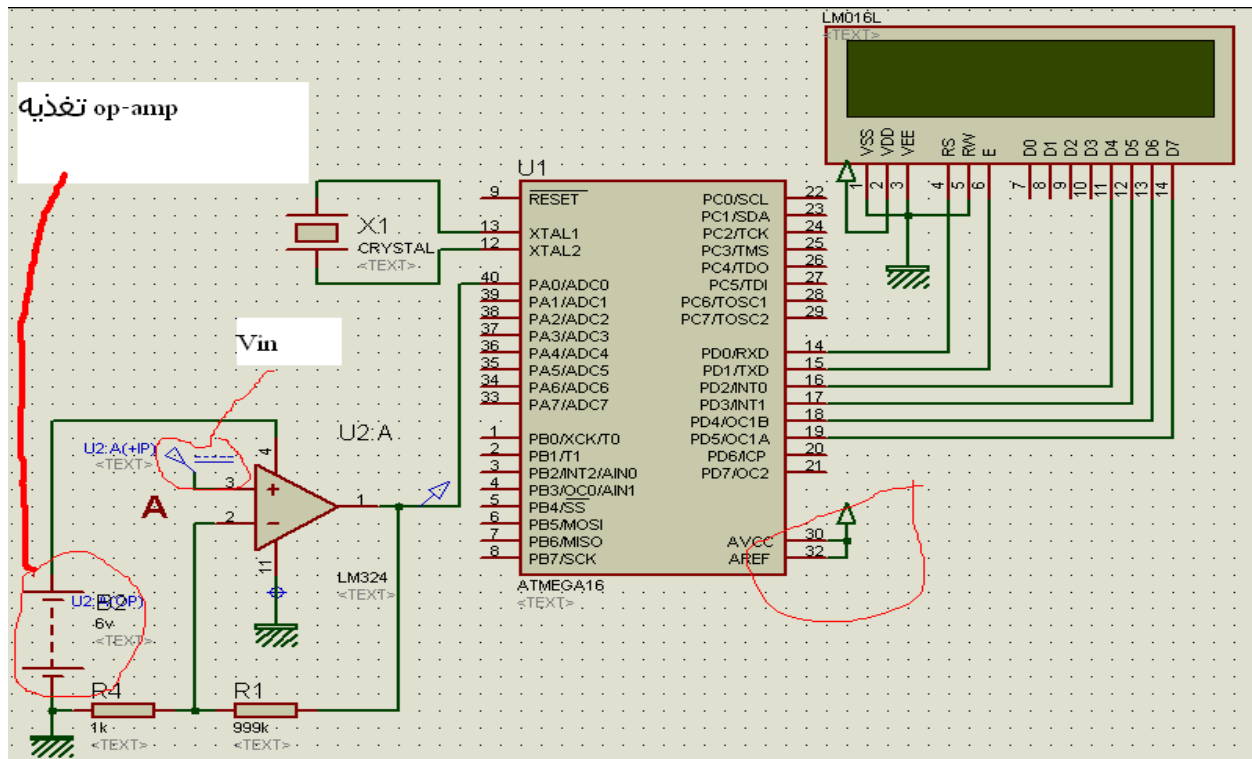 LM016L
<TEXT>
تغذیه op-amp
VSS
VDD
VEE
RS
RW
E
D0
D1
D2
D3
D4
D5
D6
D7
1
2
3
4
5
6
7
8
9
10
11
12
13
14
U1
9 RESET
13 XTAL1
12 XTAL2
40 PA0/ADC0
39 PA1/ADC1
38 PA2/ADC2
37 PA3/ADC3
36 PA4/ADC4
35 PA5/ADC5
34 PA6/ADC6
33 PA7/ADC7
1 PB0/XCK/T0
2 PB1/T1
3 PB2/INT2/AIN0
4 PB3/OC0/AIN1
5 PB4/SS
6 PB5/MOSI
7 PB6/MISO
8 PB7/SCK
PC0/SCL 22
PC1/SDA 23
PC2/TCK 24
PC3/TMS 25
PC4/TDO 26
PC5/TDI 27
PC6/TOSC1 28
PC7/TOSC2 29
PD0/RXD 14
PD1/TXD 15
PD2/INT0 16
PD3/INT1 17
PD4/OC1B 18
PD5/OC1A 19
PD6/ICP 20
PD7/OC2 21
AVCC 30
AREF 32
ATMEGA16
<TEXT>
X1
CRYSTAL
<TEXT>
Vin
U2:A
U2:A(+IP)
<TEXT>
4
3
+
A
2
1
11
LM324
<TEXT>
U2:A(OP)
B2
6v
<TEXT>
R4
1k
<TEXT>
R1
999k
<TEXT>